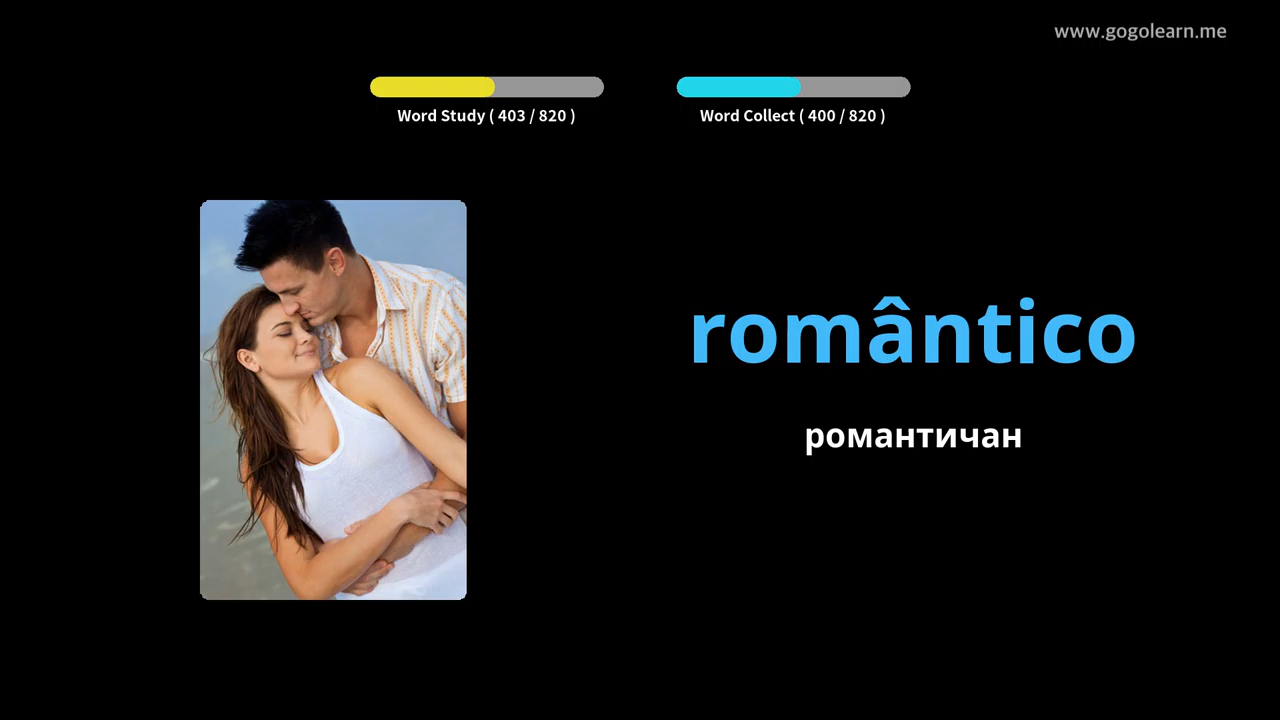 www.gogolearn.me
Word Study ( 403 / 820 )
Word Collect ( 400 / 820 )
romântico
романтичан